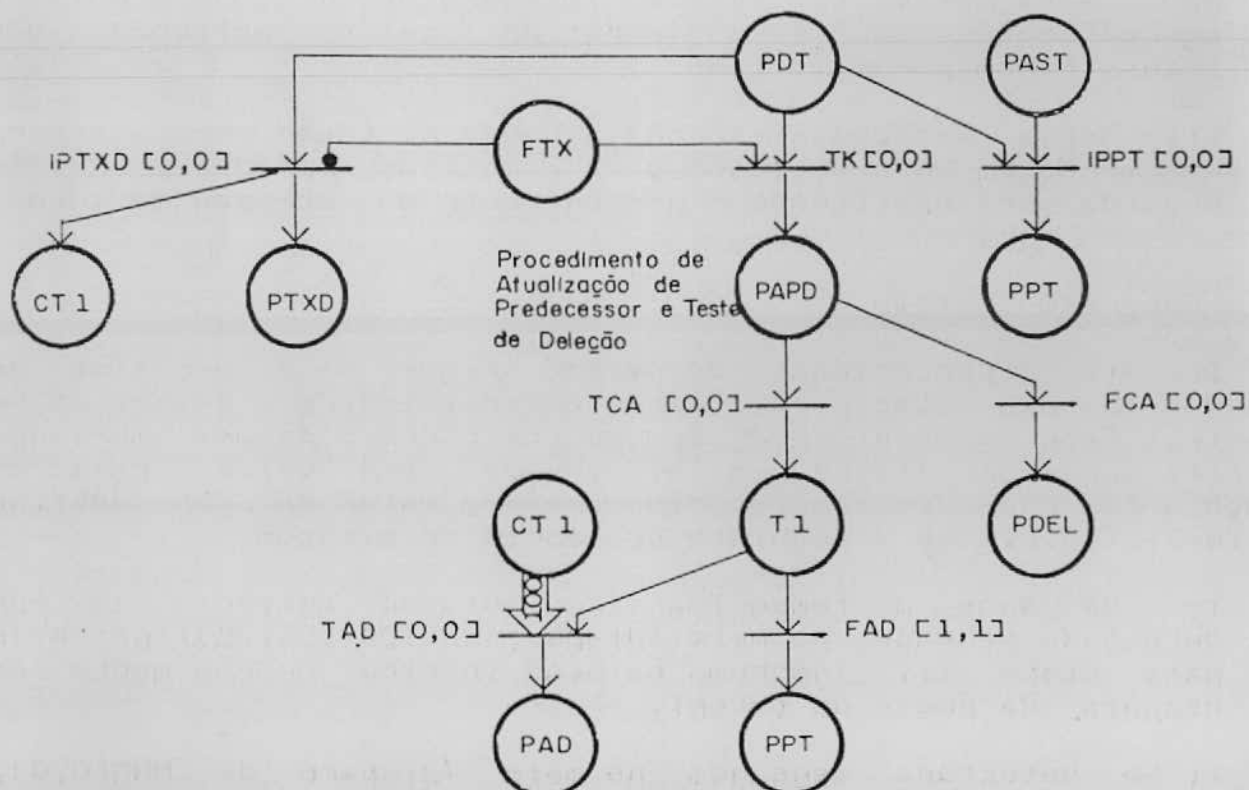 PDT
PAST
FTX
IPTXD [0,0]
TK[0,0]
IPPT [0,0]
CT 1
PTXD
Procedimento de
Atualização de
Predecessor e Teste
de Deleção
PAPD
PPT
TCA [0,0]
FCA [0,0]
CT 1
T 1
PDEL
TAD [0,0]
FAD [1,1]
PAD
PPT